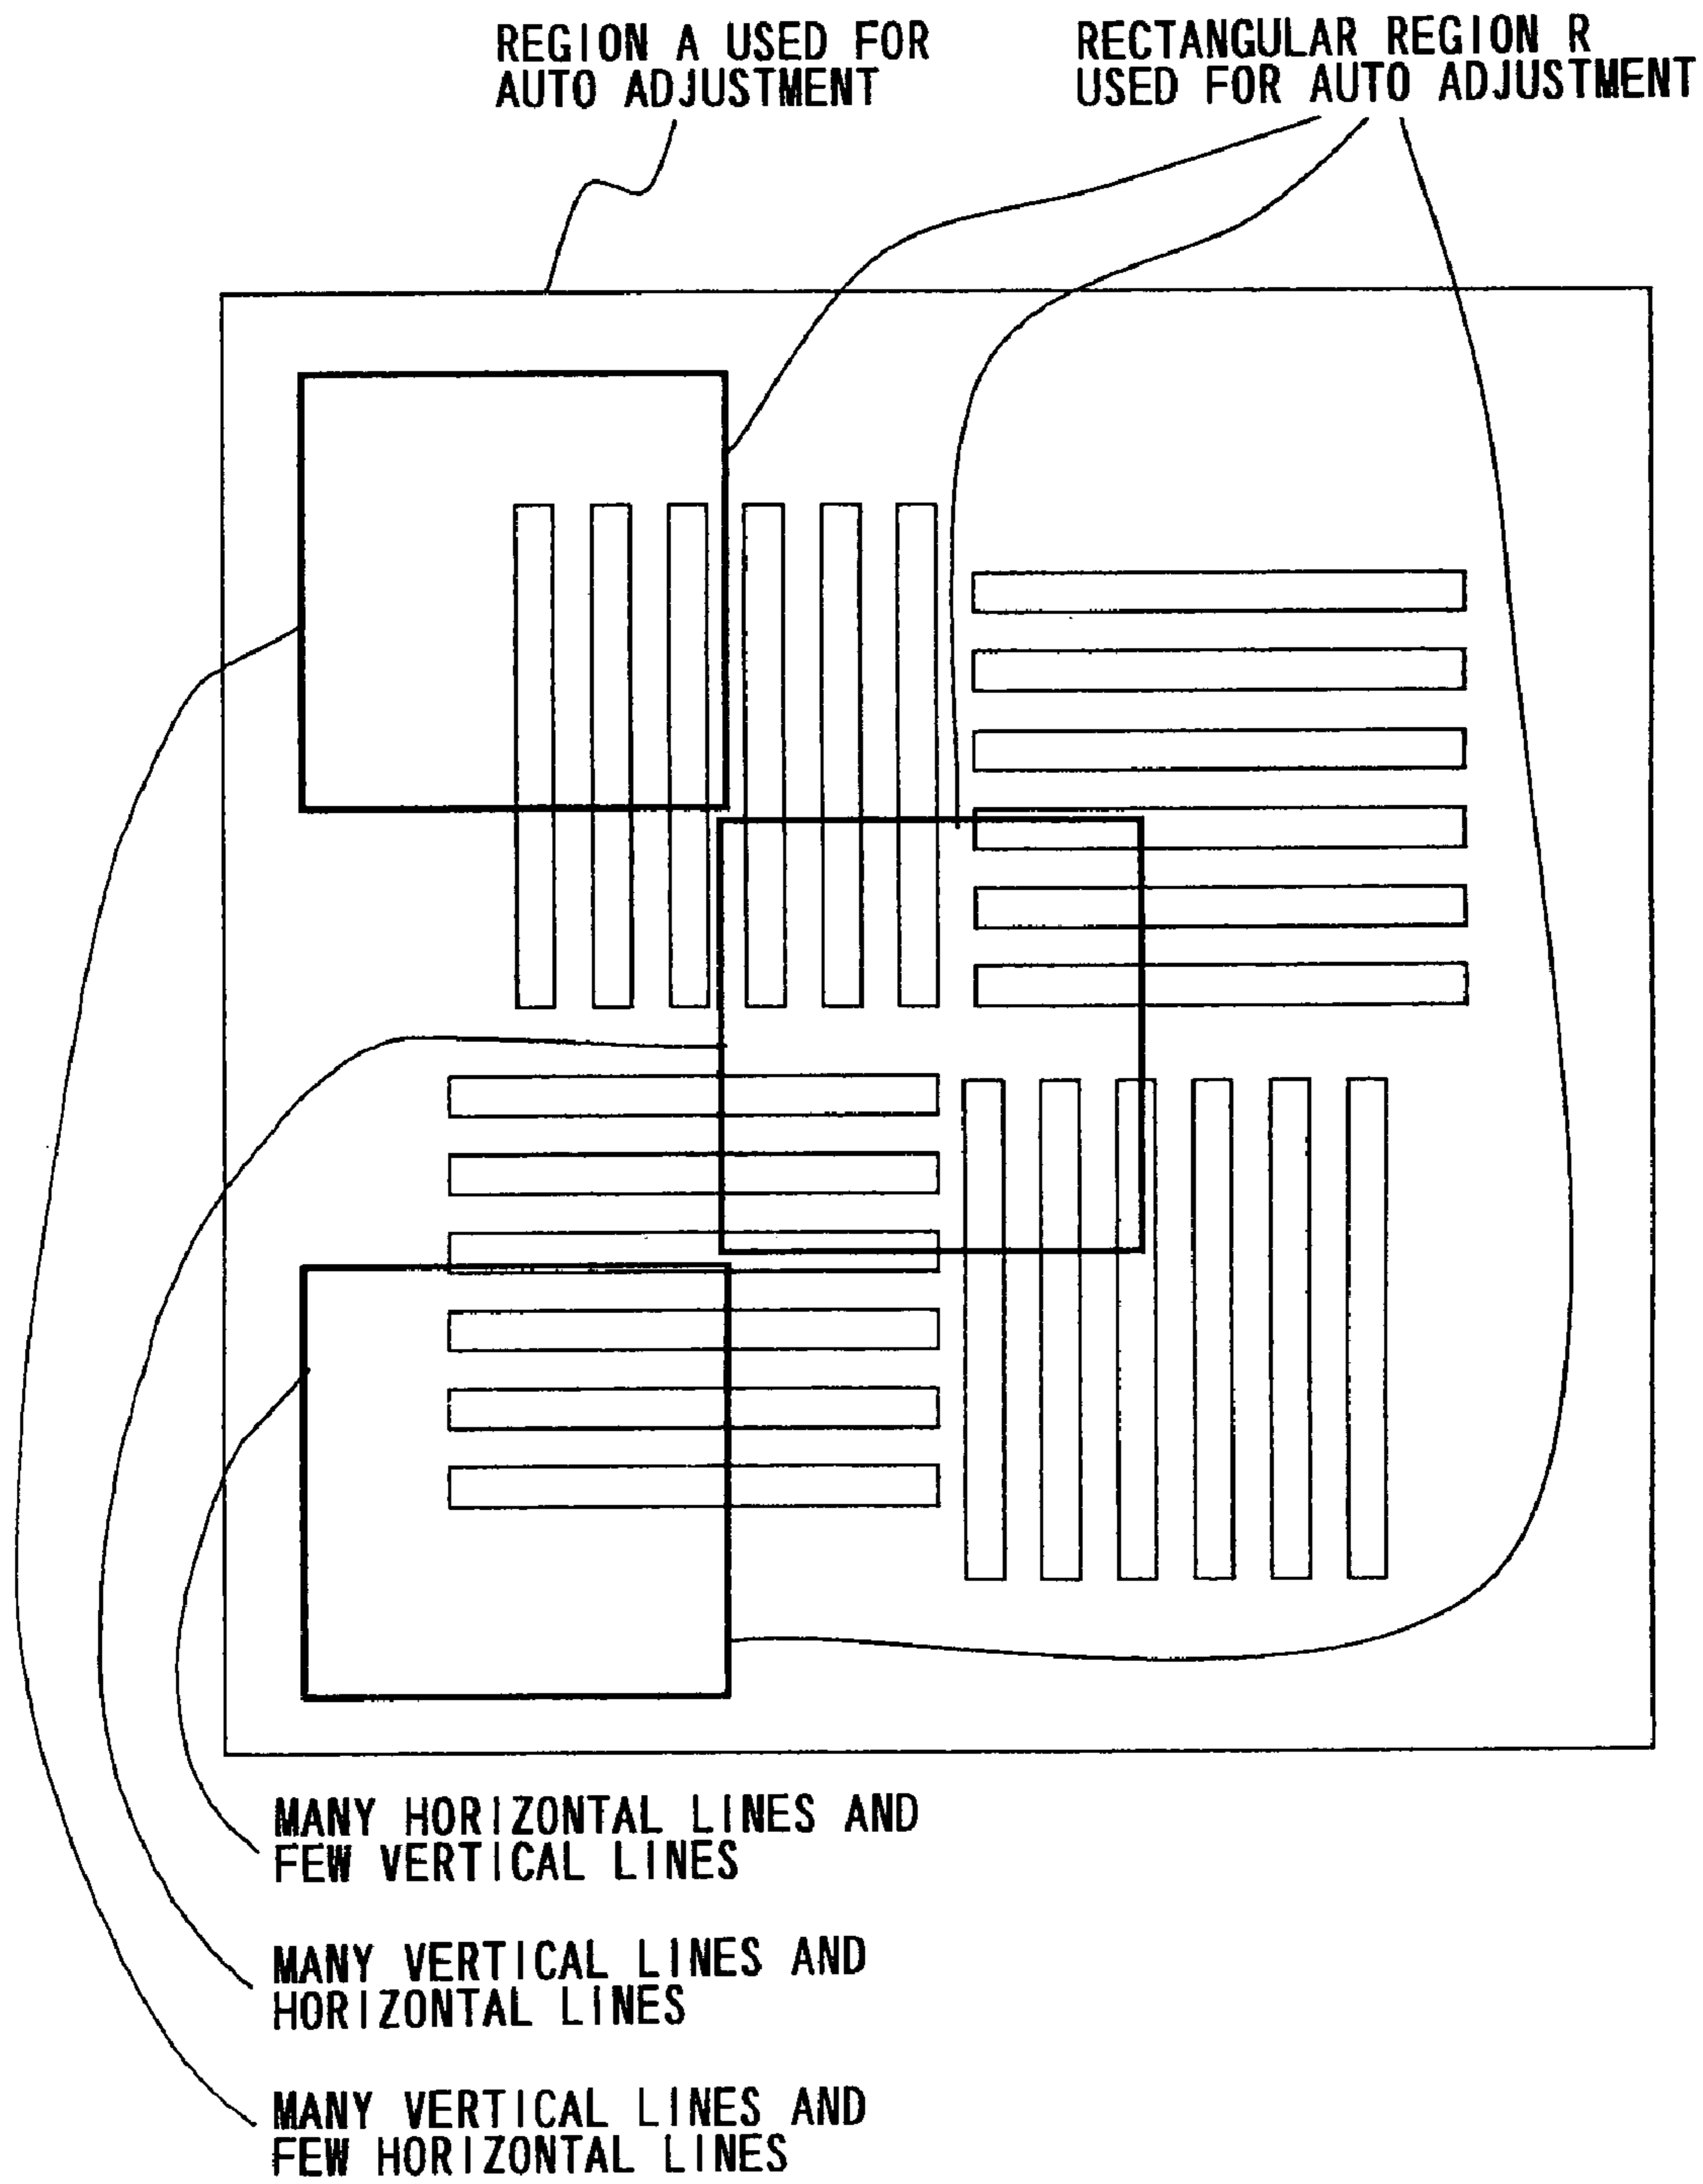 REGION A USED FOR
AUTO ADJUSTMENT
RECTANGULAR REGION R
USED FOR AUTO ADJUSTMENT
MANY HORIZONTAL LINES AND
FEW VERTICAL LINES
MANY VERTICAL LINES AND
HORIZONTAL LINES
MANY VERTICAL LINES AND
FEW HORIZONTAL LINES